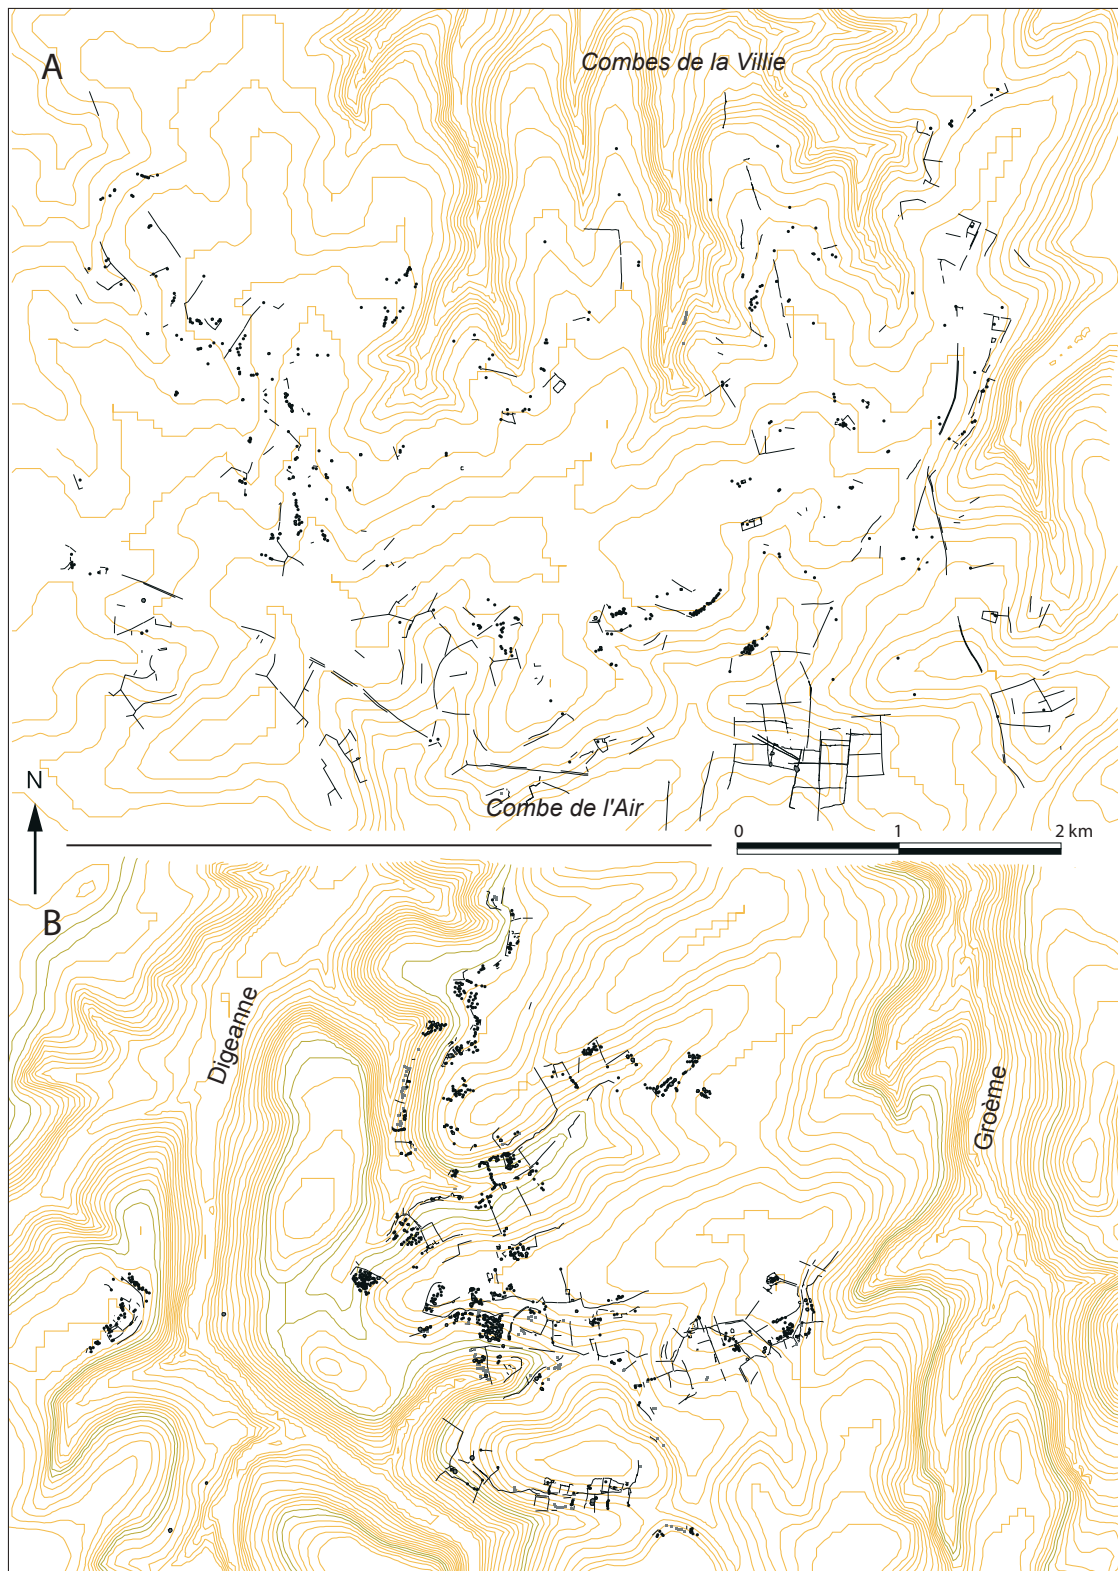 A
Combes de la Villie
N
Combe de l'Air
0 1 2 km
B
Digeanne
Groème